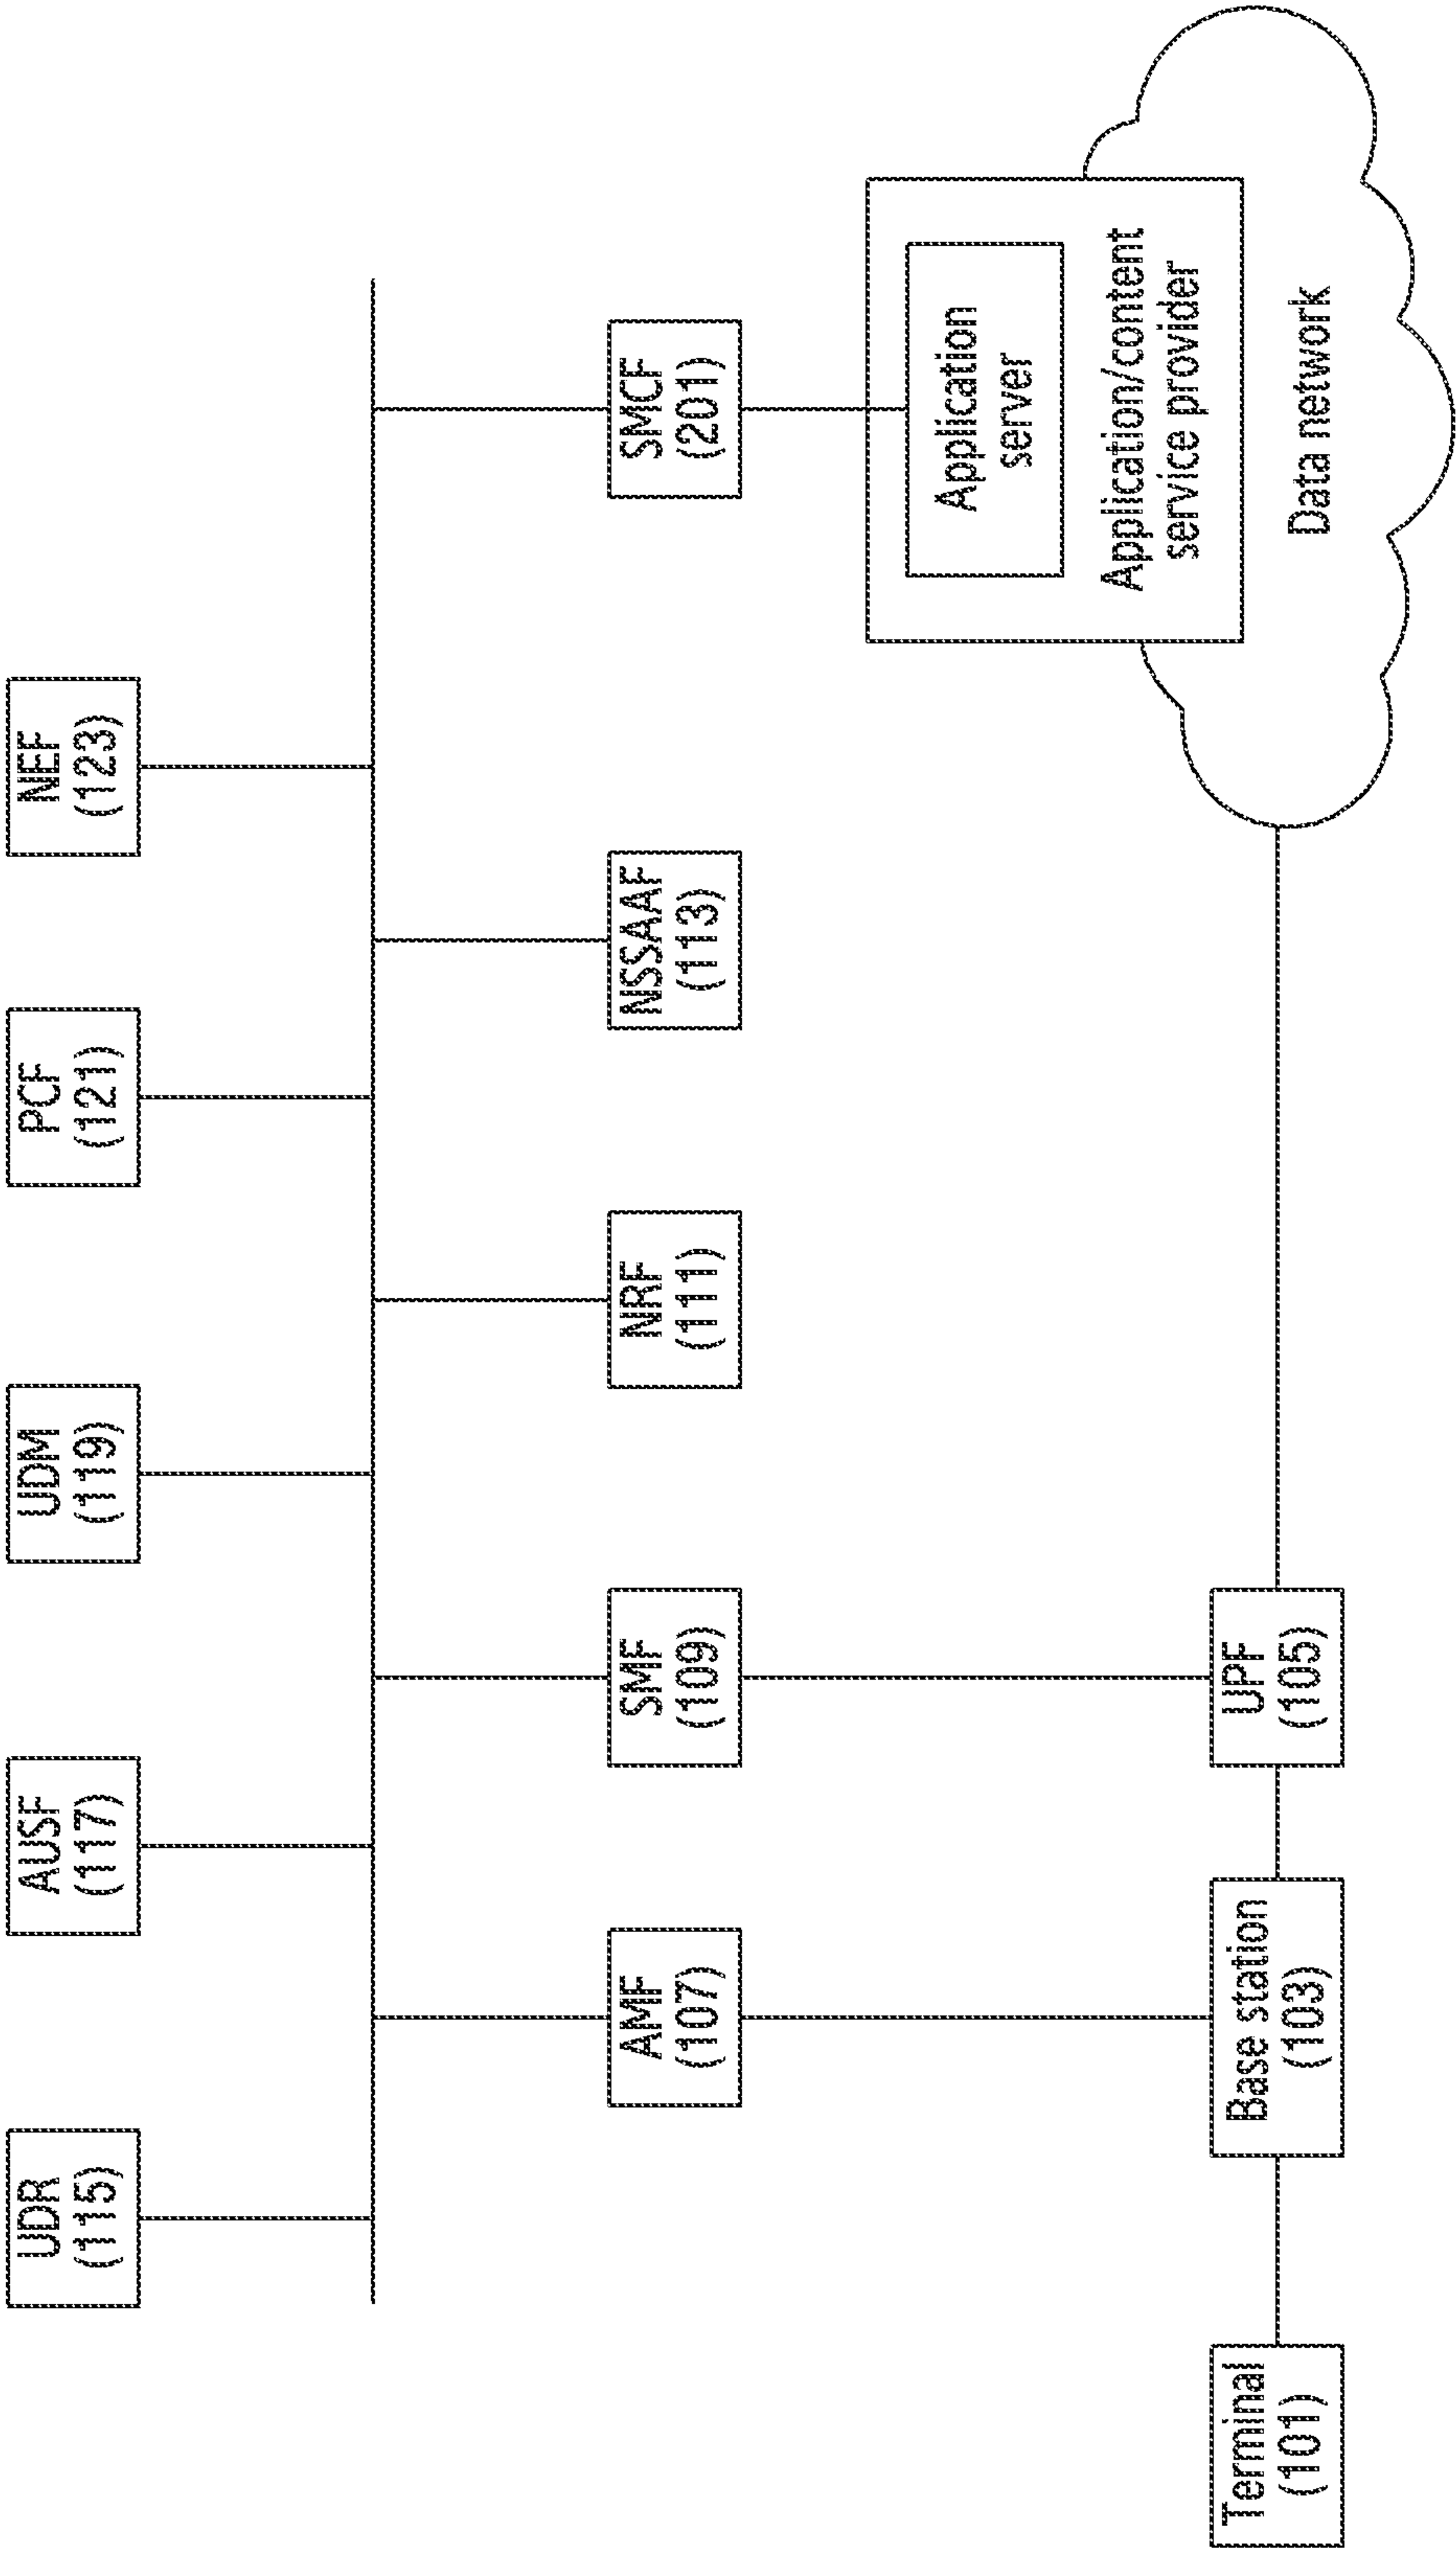 UDR
(115)
AUSF
(117)
UDM
(119)
PCF
(121)
NEF
(123)
AMF
(107)
SMF
(109)
NRF
(111)
NSSAAF
(113)
SMCF
(201)
Application
server
Application/content
service provider
Data network
Terminal
(101)
Base station
(103)
UPF
(105)